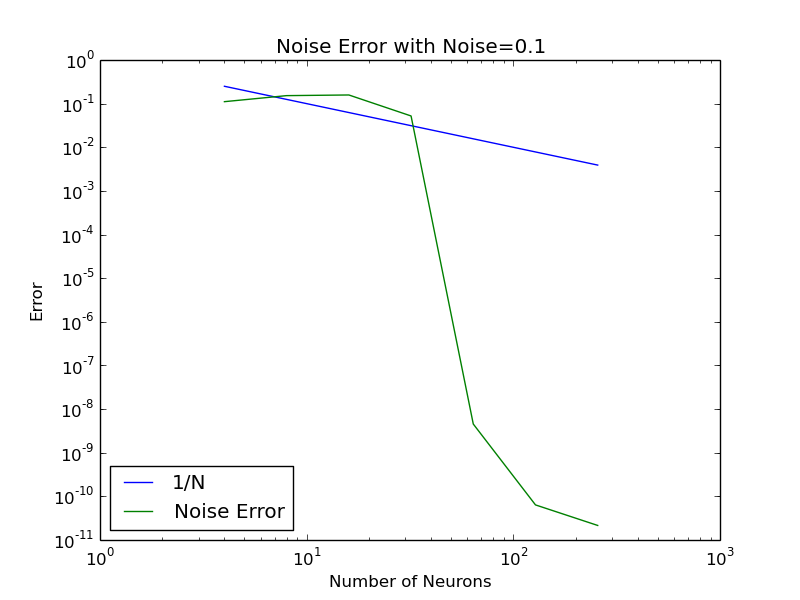 Noise Error with Noise=0.1
10^0
10^-1
10^-2
10^-3
10^-4
10^-5
10^-6
10^-7
10^-8
10^-9
10^-10
10^-11
Error
1/N
Noise Error
10^0 10^1 10^2 10^3
Number of Neurons